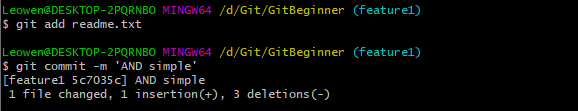 Leowen@DESKTOP-2PQRNBO MINGW64 /d/Git/GitBeginner (feature1)
$ git add readme.txt
Leowen@DESKTOP-2PQRNBO MINGW64 /d/Git/GitBeginner (feature1)
$ git commit -m 'AND simple'
[feature1 5c7035c] AND simple
1 file changed, 1 insertion(+), 3 deletions(-)